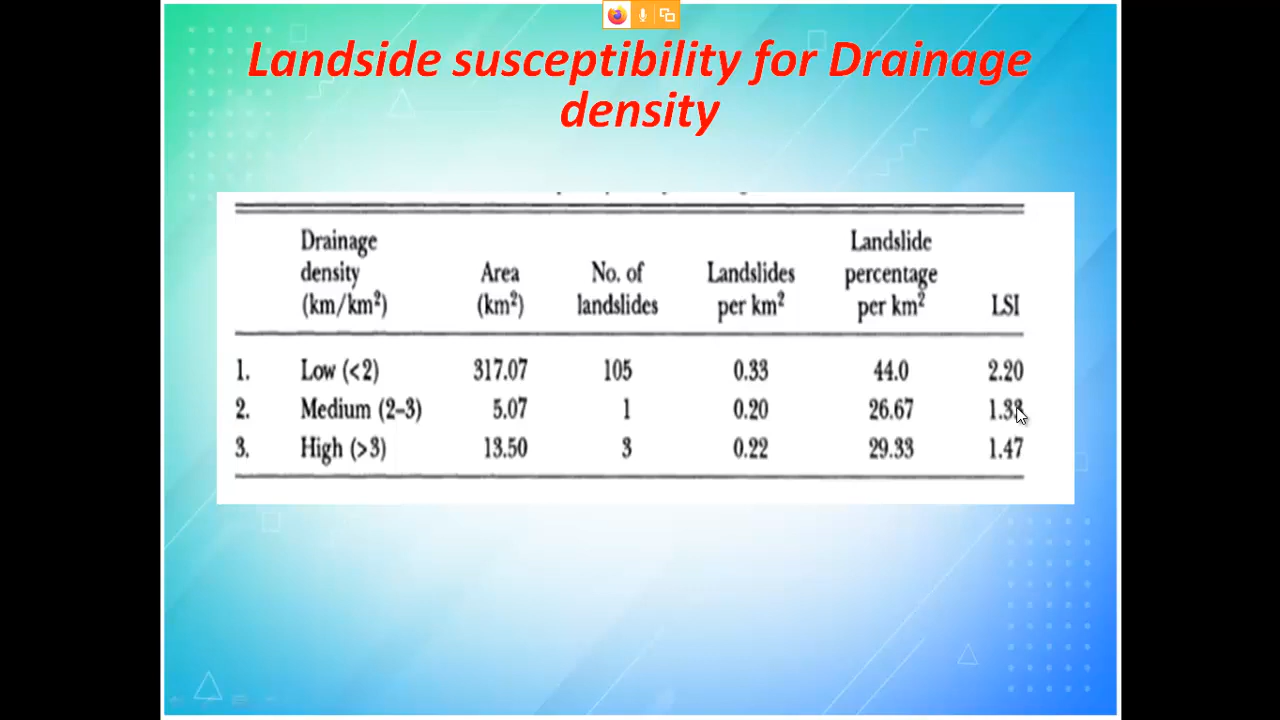 Landside susceptibility for Drainage
density
Drainage density (km/km²) Area (km²) No. of landslides Landslides per km² Landslide percentage per km² LSI
1. Low (<2) 317.07 105 0.33 44.0 2.20
2. Medium (2–3) 5.07 1 0.20 26.67
3. High (>3) 13.50 3 0.22 29.33 1.47